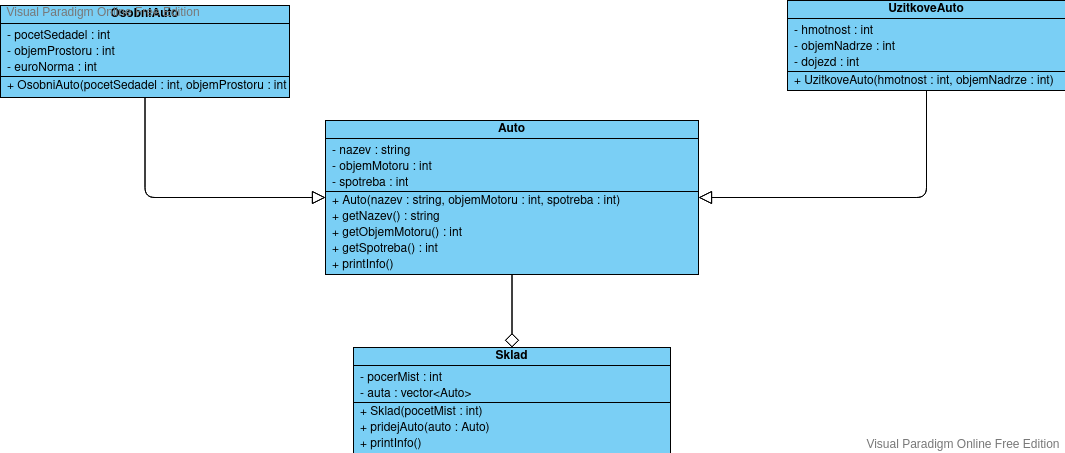 Visual Paradigm Online Free Edition
OsobniAuto
- pocetSedadel : int
- objemProstoru : int
- euroNorma : int
+ OsobniAuto(pocetSedadel : int, objemProstoru : int
UzitkoveAuto
- hmotnost : int
- objemNadrze : int
- dojezd : int
+ UzitkoveAuto(hmotnost : int, objemNadrze : int)
Auto
- nazev : string
- objemMotoru : int
- spotreba : int
+ Auto(nazev : string, objemMotoru : int, spotreba : int)
+ getNazev() : string
+ getObjemMotoru() : int
+ getSpotreba() : int
+ printInfo()
Sklad
- pocerMist : int
- auta : vector<Auto>
+ Sklad(pocetMist : int)
+ pridejAuto(auto : Auto)
+ printInfo()
Visual Paradigm Online Free Edition